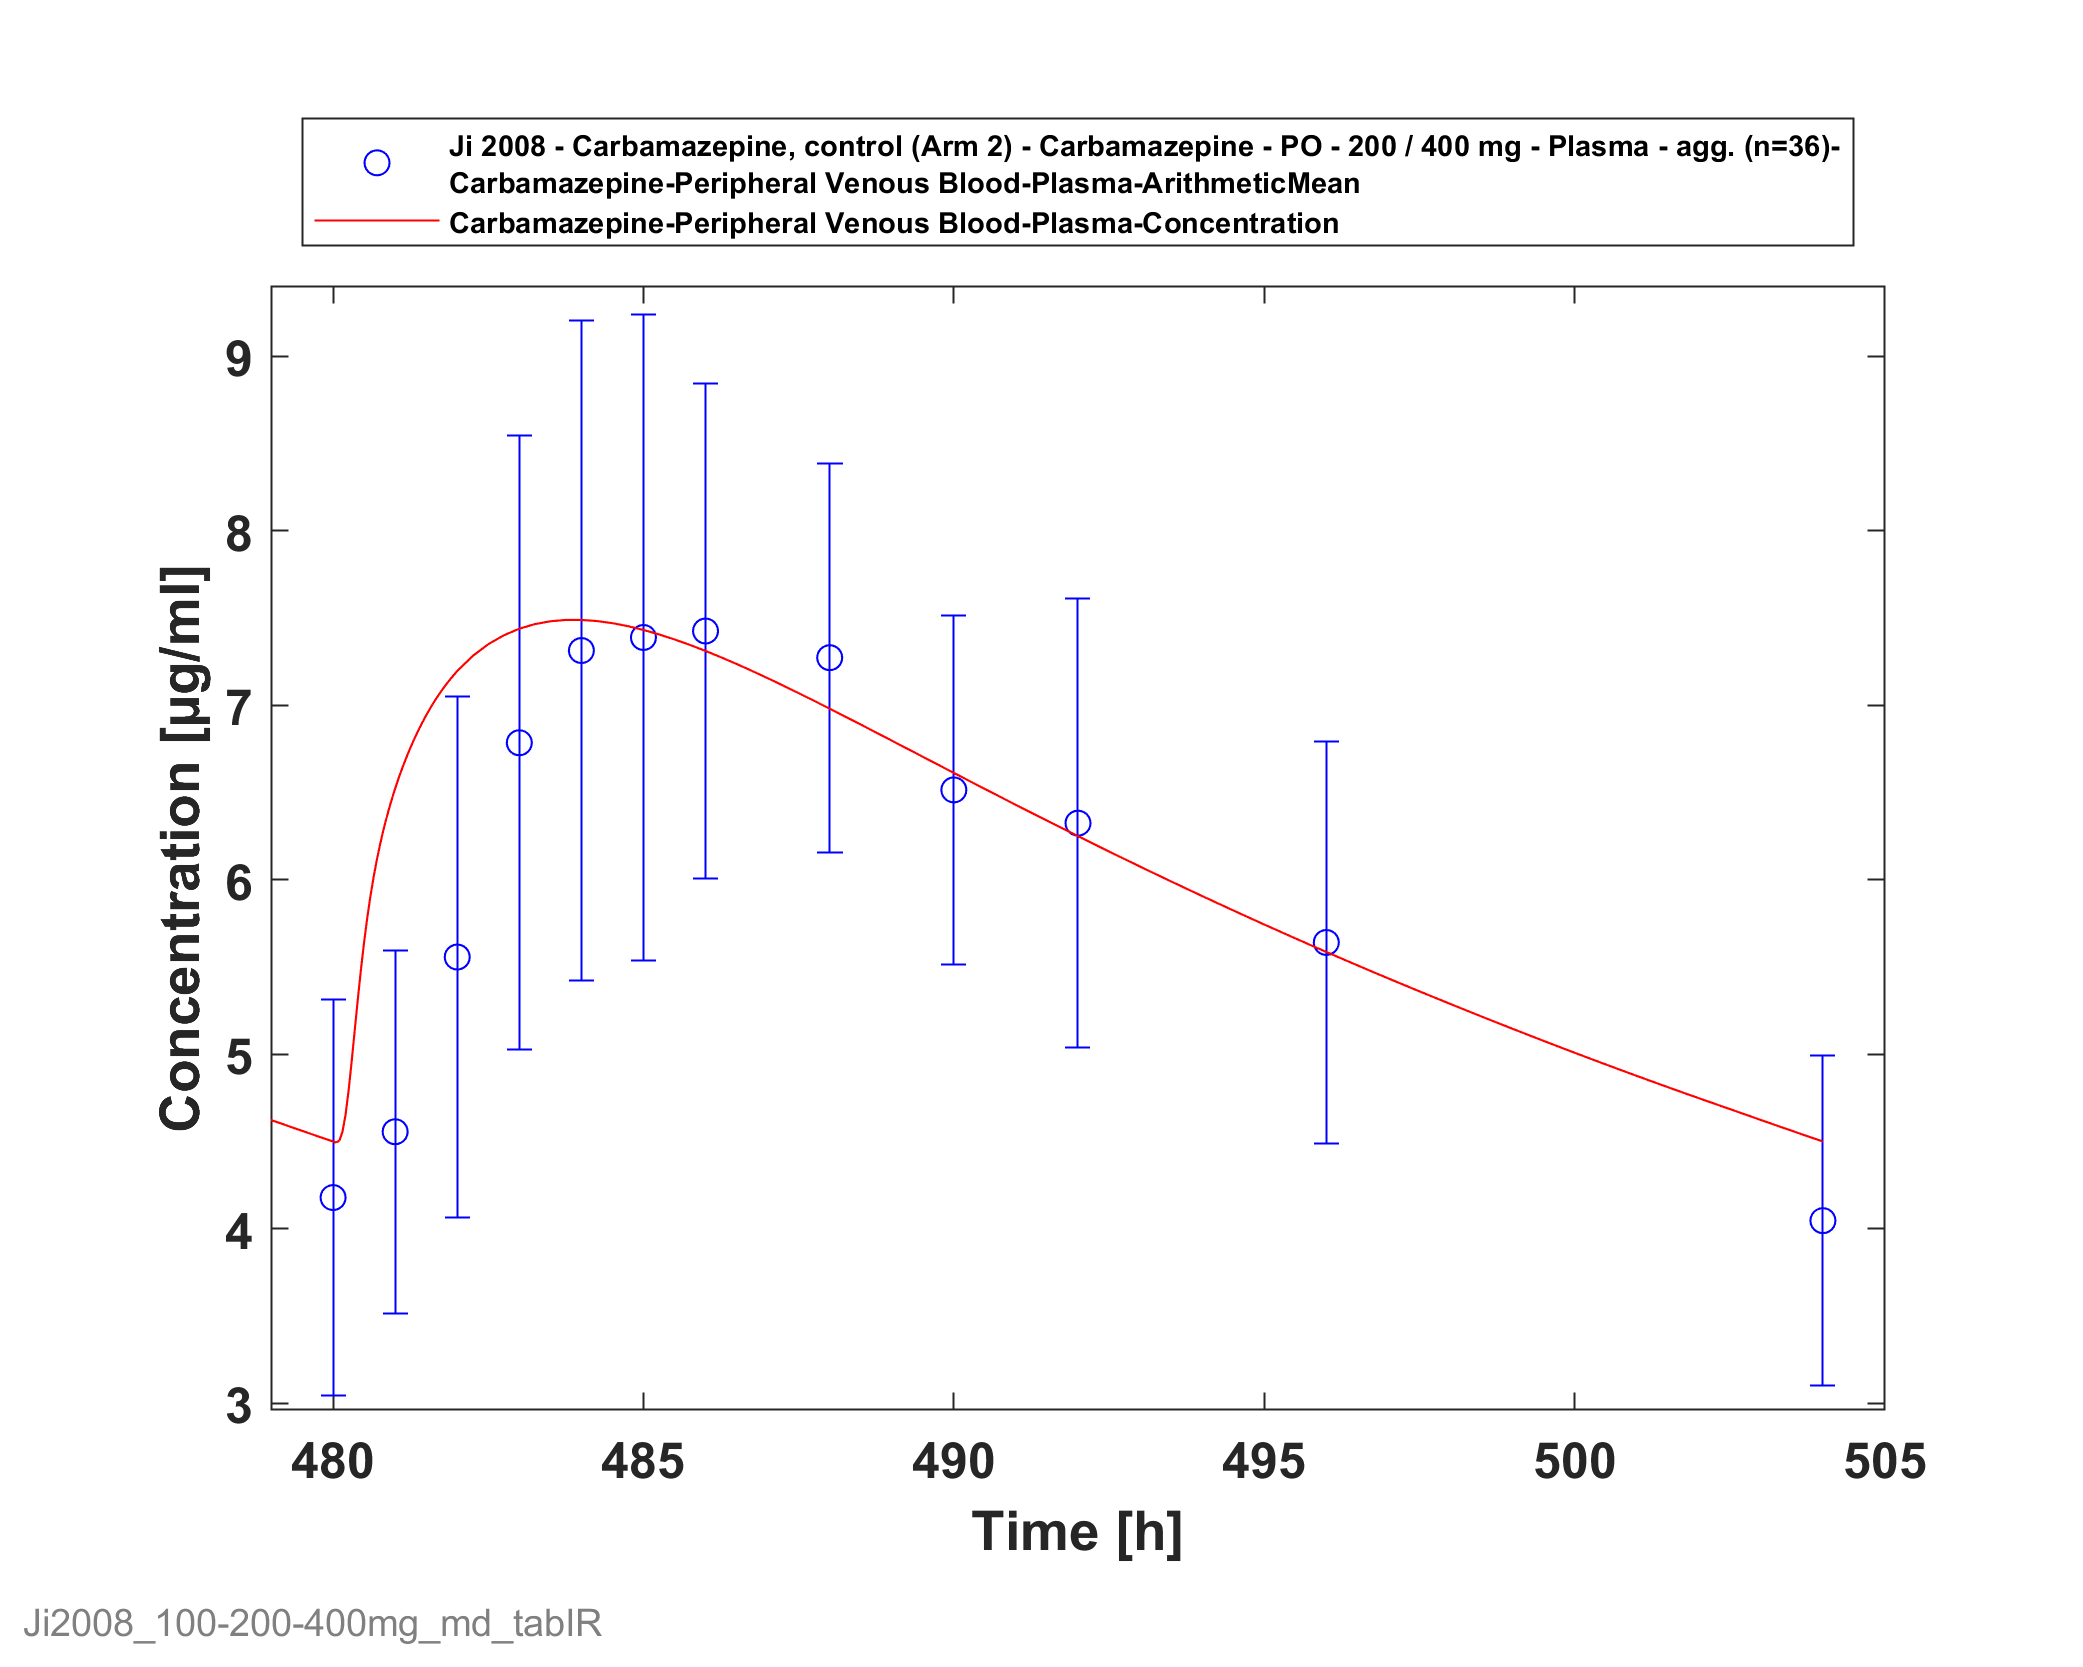 Ji 2008 - Carbamazepine, control (Arm 2) - Carbamazepine - PO - 200 / 400 mg - Plasma - agg. (n=36)-
Carbamazepine-Peripheral Venous Blood-Plasma-ArithmeticMean
Carbamazepine-Peripheral Venous Blood-Plasma-Concentration
Concentration [µg/ml]
9
8
7
6
5
4
3
480 485 490 495 500 505
Time [h]
Ji2008_100-200-400mg_md_tablR